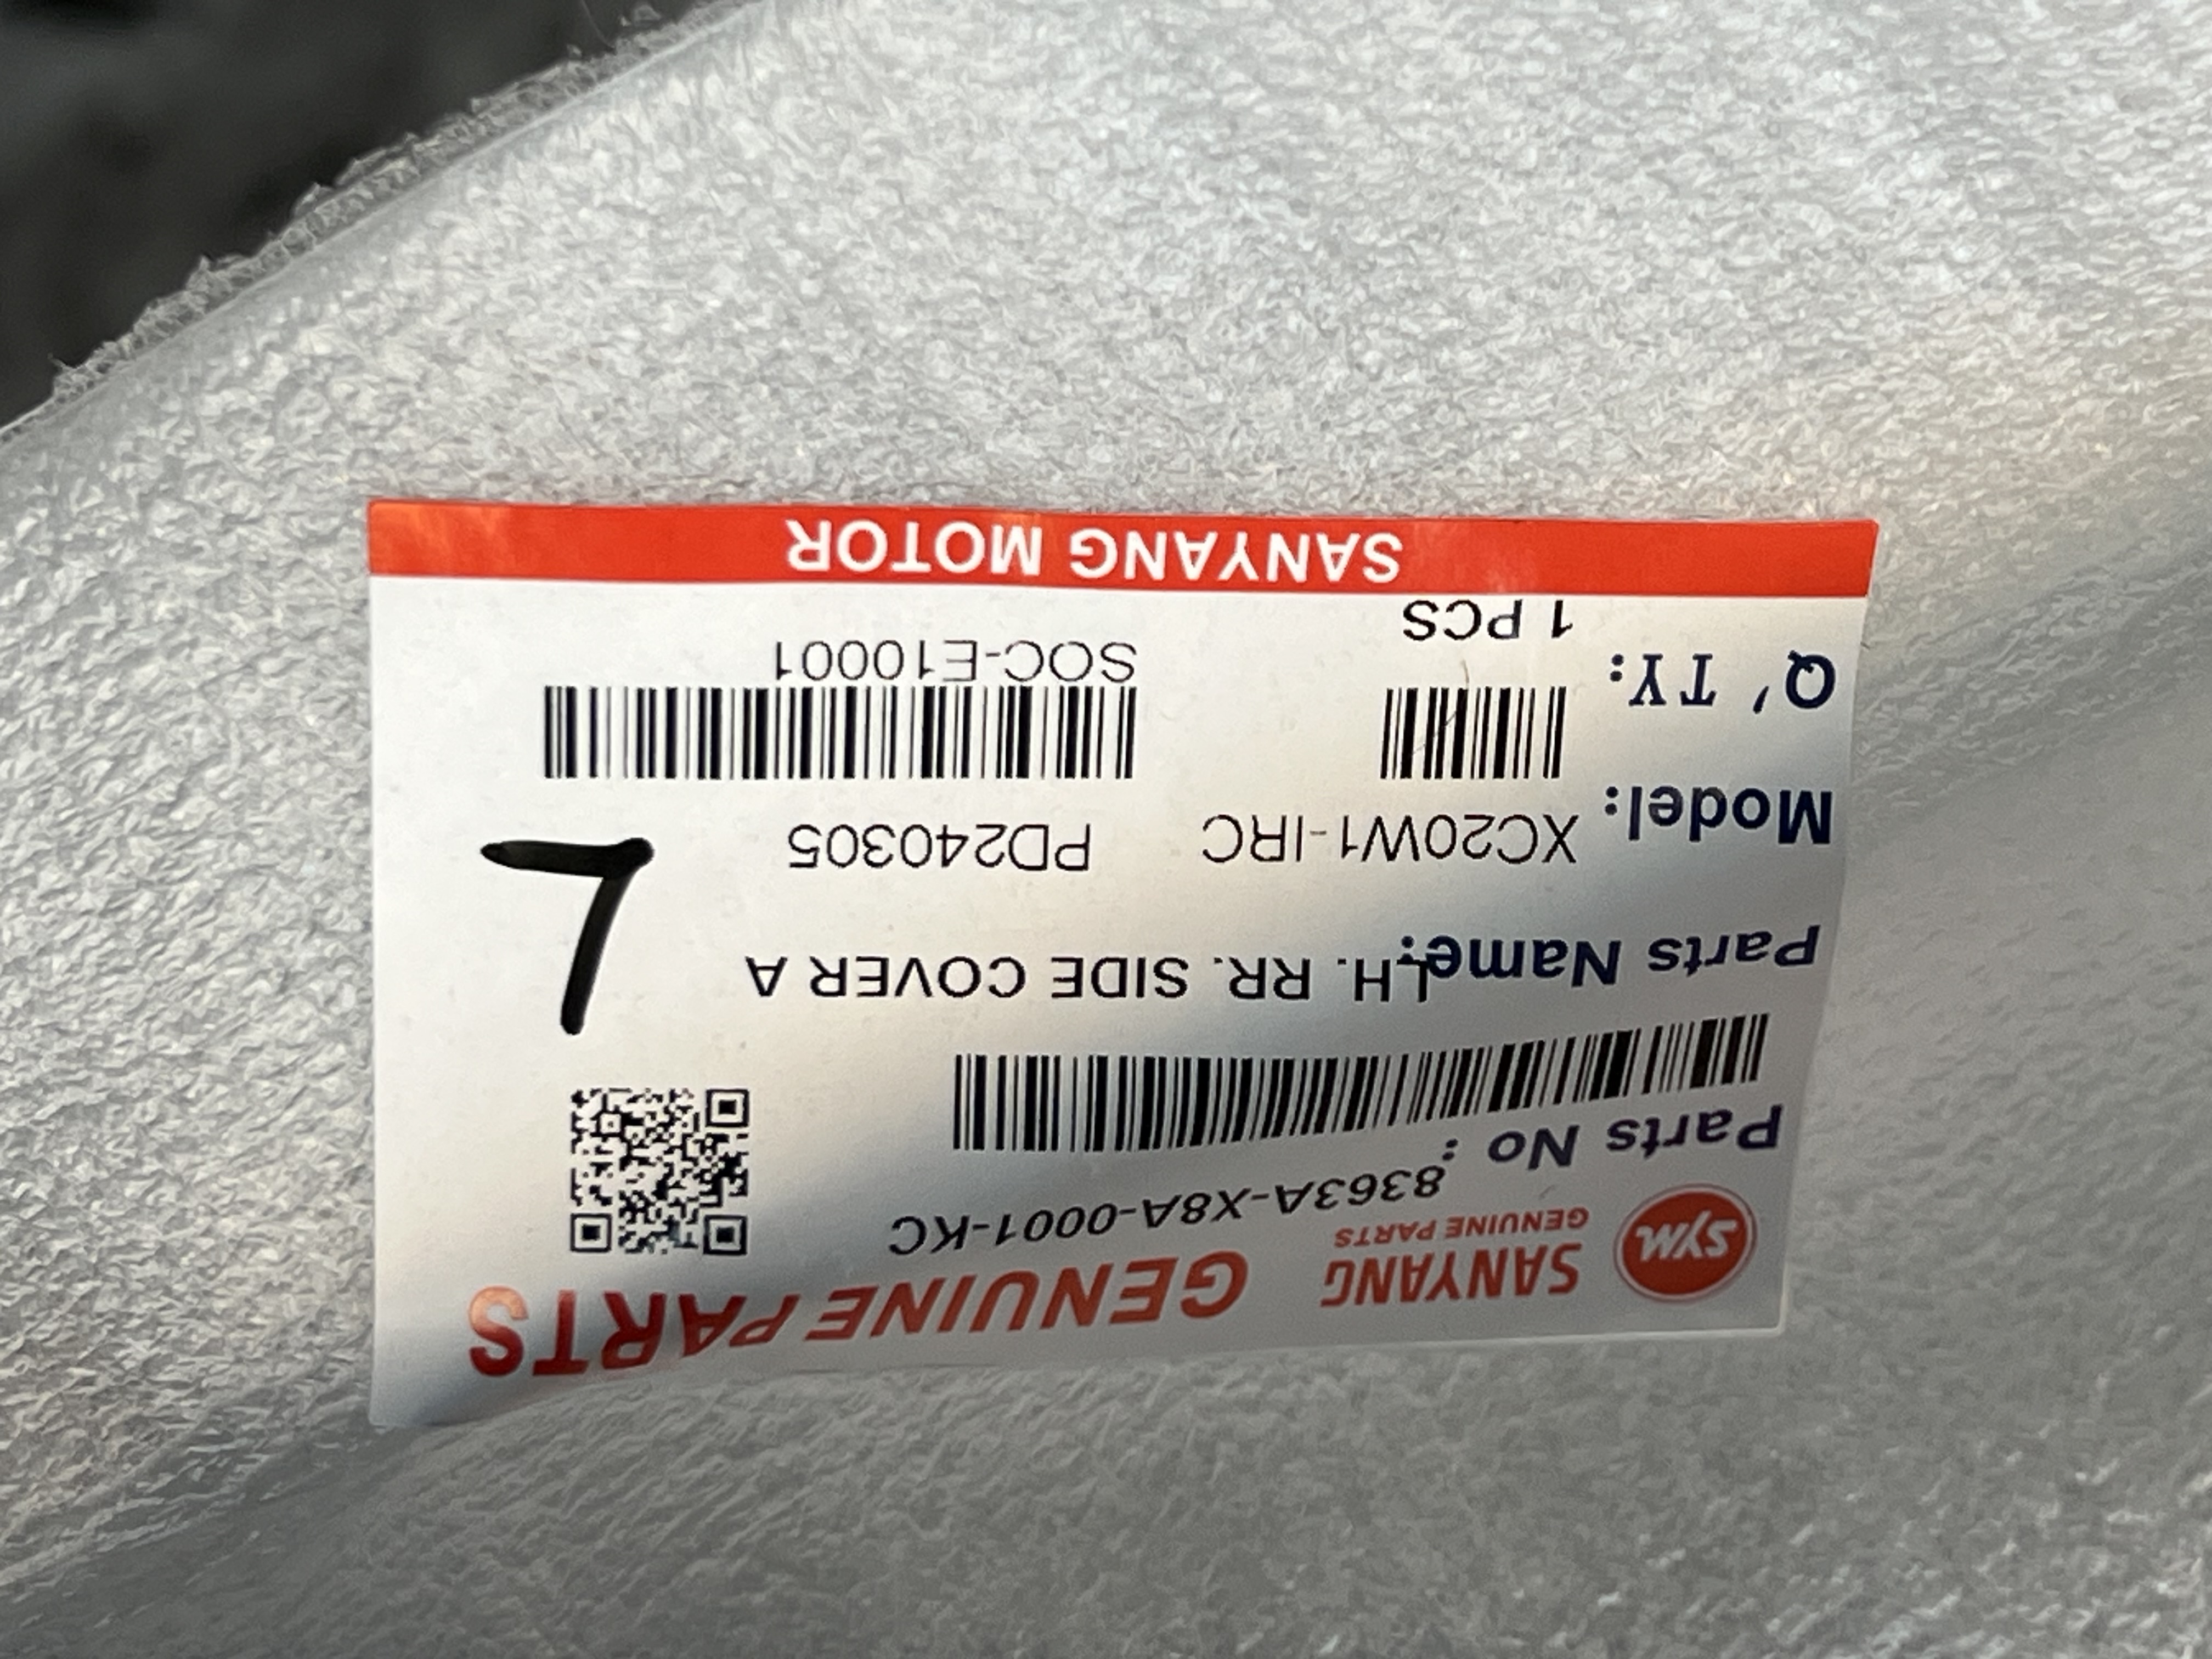 SYM SANYANG GENUINE PARTS
GENUINE PARTS
8363A-X8A-0001-KC
Parts No :
Parts Name: LH. RR. SIDE COVER A
L
Model: XC20W1-IRC PD240305
Q' TY:
1 PCS SOC-E10001
SANYANG MOTOR